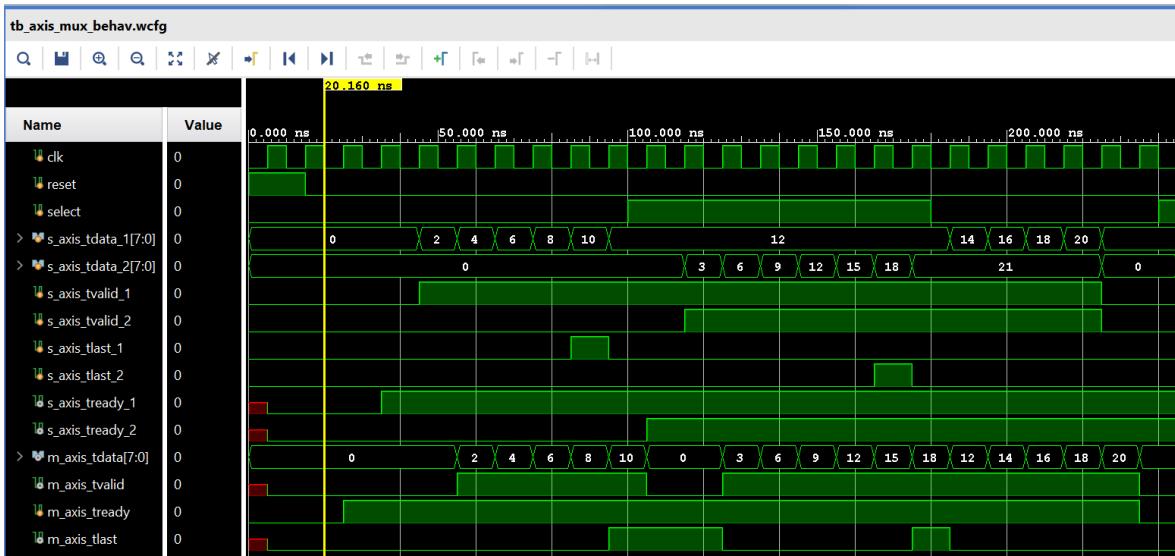 tb_axis_mux_behav.wcfg
20.160 ns
Name Value
0.000 ns 50.000 ns 100.000 ns 150.000 ns 200.000 ns
clk 0
reset 0
select 0
s_axis_tdata_1[7:0] 0 0 2 4 6 8 10 12 14 16 18 20
s_axis_tdata_2[7:0] 0 0 3 6 9 12 15 18 21 0
s_axis_tvalid_1 0
s_axis_tvalid_2 0
s_axis_tlast_1 0
s_axis_tlast_2 0
s_axis_tready_1 0
s_axis_tready_2 0
m_axis_tdata[7:0] 0 0 2 4 6 8 10 0 3 6 9 12 15 18 12 14 16 18 20
m_axis_tvalid 0
m_axis_tready 0
m_axis_tlast 0